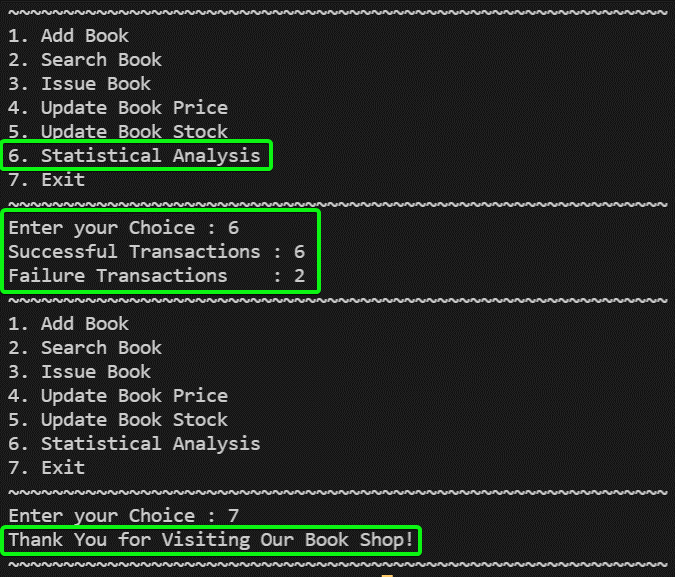 ~~~~~~~~~~~~~~~~~~~~~~~~~~~~~~~~~~~~~~~~~~~~~~~~~~~~~~~~~~~~
1. Add Book
2. Search Book
3. Issue Book
4. Update Book Price
5. Update Book Stock
6. Statistical Analysis
7. Exit
~~~~~~~~~~~~~~~~~~~~~~~~~~~~~~~~~~~~~~~~~~~~~~~~~~~~~~~~~~~~
Enter your Choice : 6
Successful Transactions : 6
Failure Transactions    : 2
~~~~~~~~~~~~~~~~~~~~~~~~~~~~~~~~~~~~~~~~~~~~~~~~~~~~~~~~~~~~
1. Add Book
2. Search Book
3. Issue Book
4. Update Book Price
5. Update Book Stock
6. Statistical Analysis
7. Exit
~~~~~~~~~~~~~~~~~~~~~~~~~~~~~~~~~~~~~~~~~~~~~~~~~~~~~~~~~~~~
Enter your Choice : 7
Thank You for Visiting Our Book Shop!
~~~~~~~~~~~~~~~~~~~~~~~~~~~~~~~~~~~~~~~~~~~~~~~~~~~~~~~~~~~~